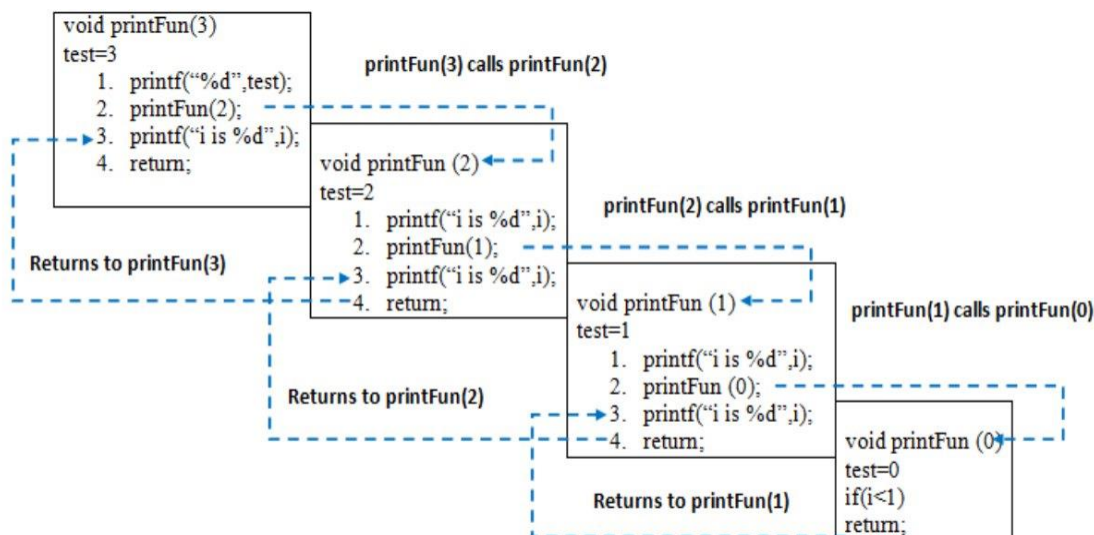 void printFun(3)
test=3
1. printf(“%d”,test);
2. printFun(2);
3. printf(“i is %d”,i);
4. return;
printFun(3) calls printFun(2)
void printFun (2)
test=2
1. printf(“i is %d”,i);
2. printFun(1);
3. printf(“i is %d”,i);
4. return;
Returns to printFun(3)
printFun(2) calls printFun(1)
void printFun (1)
test=1
1. printf(“i is %d”,i);
2. printFun (0);
3. printf(“i is %d”,i);
4. return;
Returns to printFun(2)
printFun(1) calls printFun(0)
void printFun (0)
test=0
if(i<1)
return;
Returns to printFun(1)